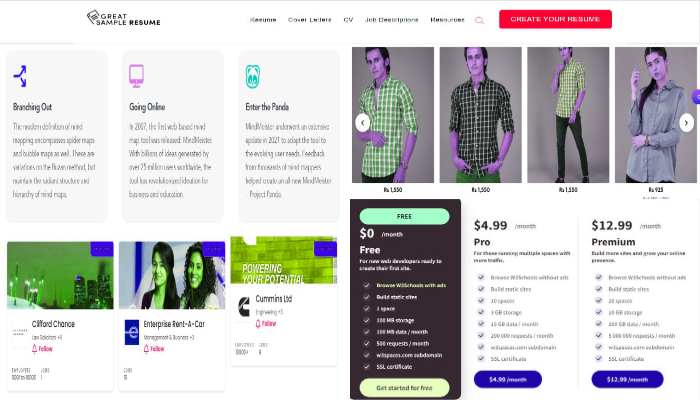 GREAT
SAMPLE RESUME
Resume
Cover Letters
CV
Job Descriptions
Resources
CREATE YOUR RESUME
Branching Out
The modern definition of mind
mapping encompasses spider maps
and bubble maps as well. These are
variations on the Buzan method, but
maintain the radiant structure and
hierarchy of mind maps.
Going Online
In 2007, the first web based mind
map tool was released: MindMeister.
With billions of ideas generated by
over 25 million users worldwide, the
tool has revolutionized ideation for
business and education.
Enter the Panda
MindMeister underwent an extensive
update in 2021 to adapt the tool to
the evolving user needs. Feedback
from thousands of mind mappers
helped create an all-new MindMeister
- Project Panda.
Rs 1,550
Rs 1,550
Rs 1,550
Rs 925
Clifford Chance
Law Solicitors +9
Follow
EMPLOYEES
JOBS
5001 to 10000
1
Enterprise Rent-A-Car
Management & Business +3
Follow
JOBS
15
POWERING
YOUR POTENTIAL
Cummins Ltd
Engineering +3
Follow
EMPLOYEES
JOBS
10000+
9
FREE
$0 /month
Free
For new web developers ready to
create their first site.
Browse W3Schools with ads
Build static sites
1 space
100 MB storage
100 MB data / month
500 requests / month
w3spaces.com subdomain
SSL certificate
Get started for free
$4.99 /month
Pro
For those running multiple spaces with
more traffic.
Browse W3Schools without ads
Build static sites
10 spaces
3 GB storage
15 GB data / month
200 000 requests / month
w3spaces.com subdomain
SSL certificate
$4.99 /month
$12.99 /month
Premium
Build more sites and grow your online
presence.
Browse W3Schools without ads
Build static sites
20 spaces
10 GB storage
200 GB data / month
5 000 000 requests / month
w3spaces.com subdomain
SSL certificate
$12.99 /month